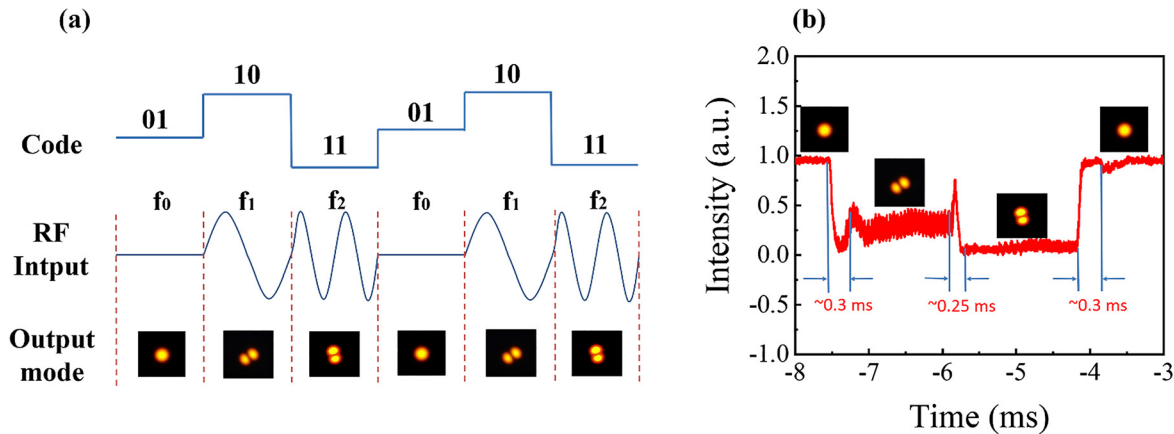 (a)
10
10
01
01
11
11
Code
f0
f1
f2
f0
f1
f2
RF
Intput
Output
mode
(b)
2.0
1.5
1.0
0.5
0.0
-0.5
-1.0
Intensity (a.u.)
~0.3 ms
~0.25 ms
~0.3 ms
-8
-7
-6
-5
-4
-3
Time (ms)